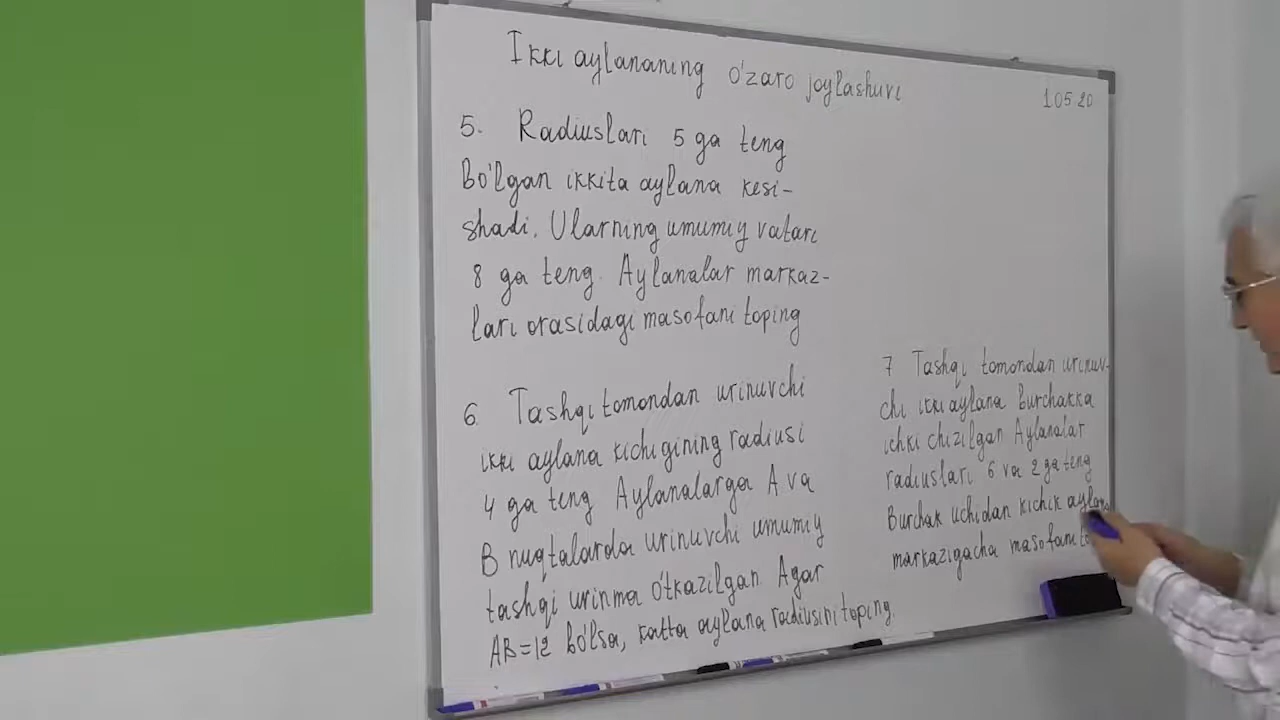 Ikki aylananing o'zaro joylashuvi
1 05 20
5. Radiuslari 5 ga teng
bo'lgan ikkita aylana kesi-
shadi. Ularning umumiy vatari
8 ga teng. Aylanalar markaz-
lari orasidagi masofani toping
6. Tashqi tomondan urinuvchi
ikki aylana kichigining radiusi
4 ga teng Aylanalarga A va
B nuqtalarda urinuvchi umumiy
tashqi urinma o'tkazilgan. Agar
AB=12 bo'lsa, katta aylana radiusini toping.
7 Tashqi tomondan urinuv-
chi ikki aylana burchakka
ichki chizilgan Aylanalar
radiuslari 6 va 2 ga teng
Burchak uchidan kichik
markazigacha masofani